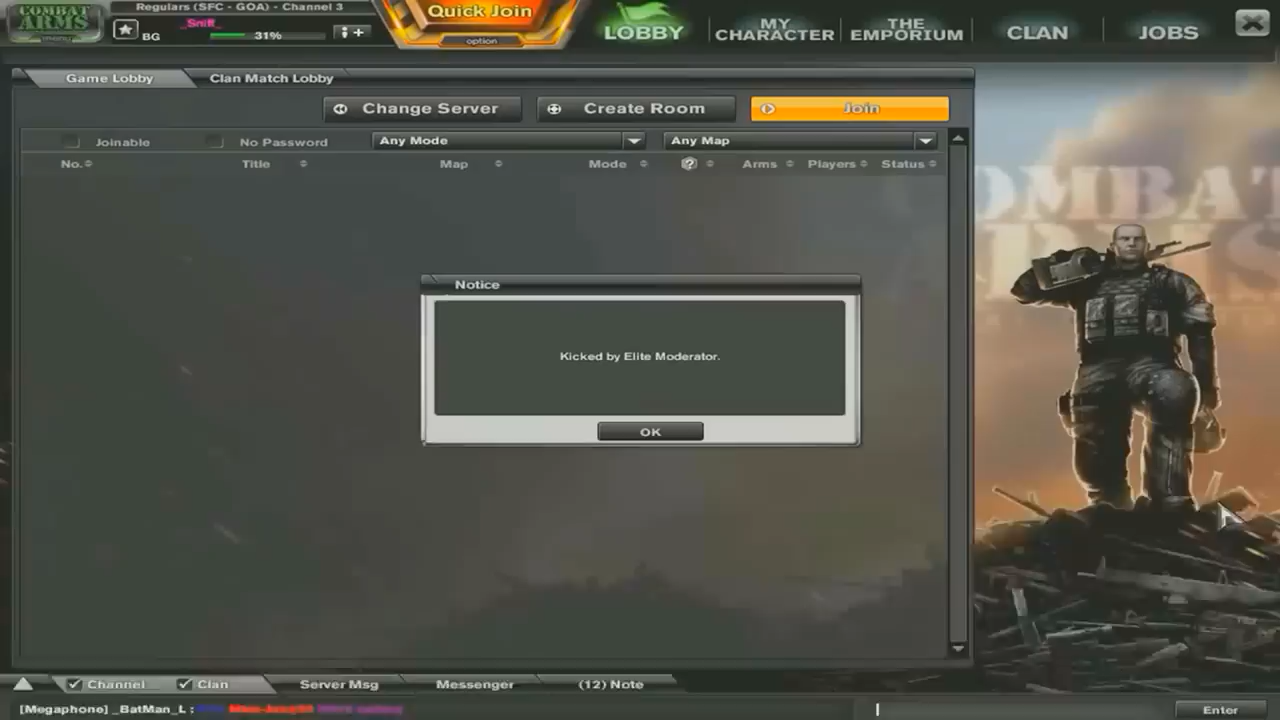 COMBAT
ARMS
menu
Regulars (SFC - GOA) - Channel 3
BG
_Sniff_
31%
Quick Join
option
LOBBY
MY CHARACTER
THE EMPORIUM
CLAN
JOBS
Game Lobby
Clan Match Lobby
Change Server
Create Room
Join
Joinable
No Password
Any Mode
Any Map
No.
Title
Map
Mode
?
Arms
Players
Status
COMBAT
Notice
Kicked by Elite Moderator.
OK
Channel
Clan
Server Msg
Messenger
(12) Note
[Megaphone] _BatMan_L :
Enter